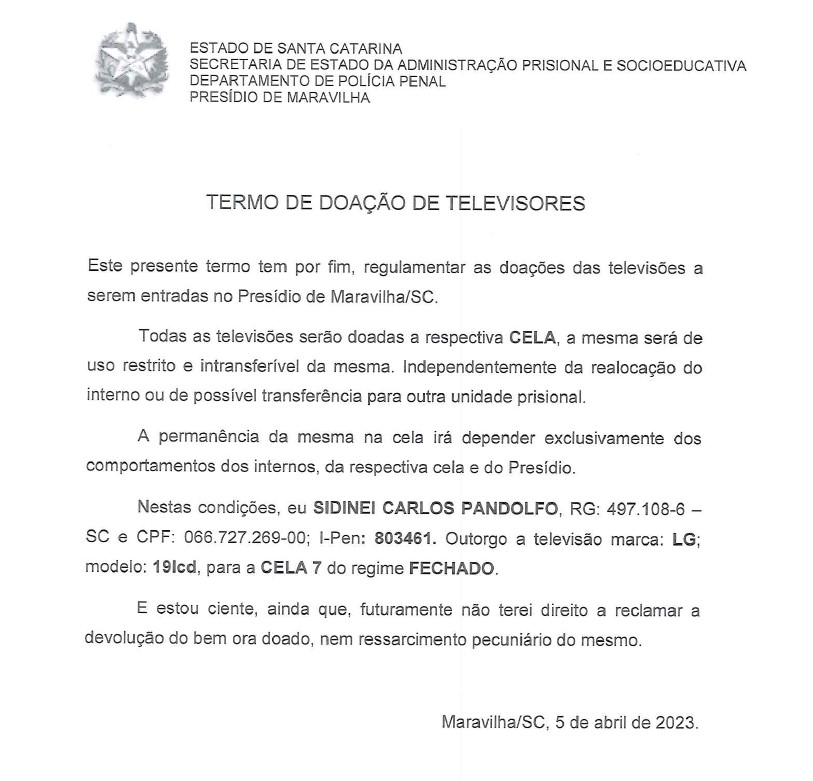 ESTADO DE SANTA CATARINA
SECRETARIA DE ESTADO DA ADMINISTRAÇÃO PRISIONAL E SOCIOEDUCATIVA
DEPARTAMENTO DE POLÍCIA PENAL
PRESÍDIO DE MARAVILHA
TERMO DE DOAÇÃO DE TELEVISORES
Este presente termo tem por fim, regulamentar as doações das televisões a
serem entradas no Presídio de Maravilha/SC.
Todas as televisões serão doadas a respectiva CELA, a mesma será de
uso restrito e intransferível da mesma. Independentemente da realocação do
interno ou de possível transferência para outra unidade prisional.
A permanência da mesma na cela irá depender exclusivamente dos
comportamentos dos internos, da respectiva cela e do Presídio.
Nestas condições, eu SIDINEI CARLOS PANDOLFO, RG: 497.108-6 –
SC e CPF: 066.727.269-00; I-Pen: 803461. Outorgo a televisão marca: LG;
modelo: 19lcd, para a CELA 7 do regime FECHADO.
E estou ciente, ainda que, futuramente não terei direito a reclamar a
devolução do bem ora doado, nem ressarcimento pecuniário do mesmo.
Maravilha/SC, 5 de abril de 2023.